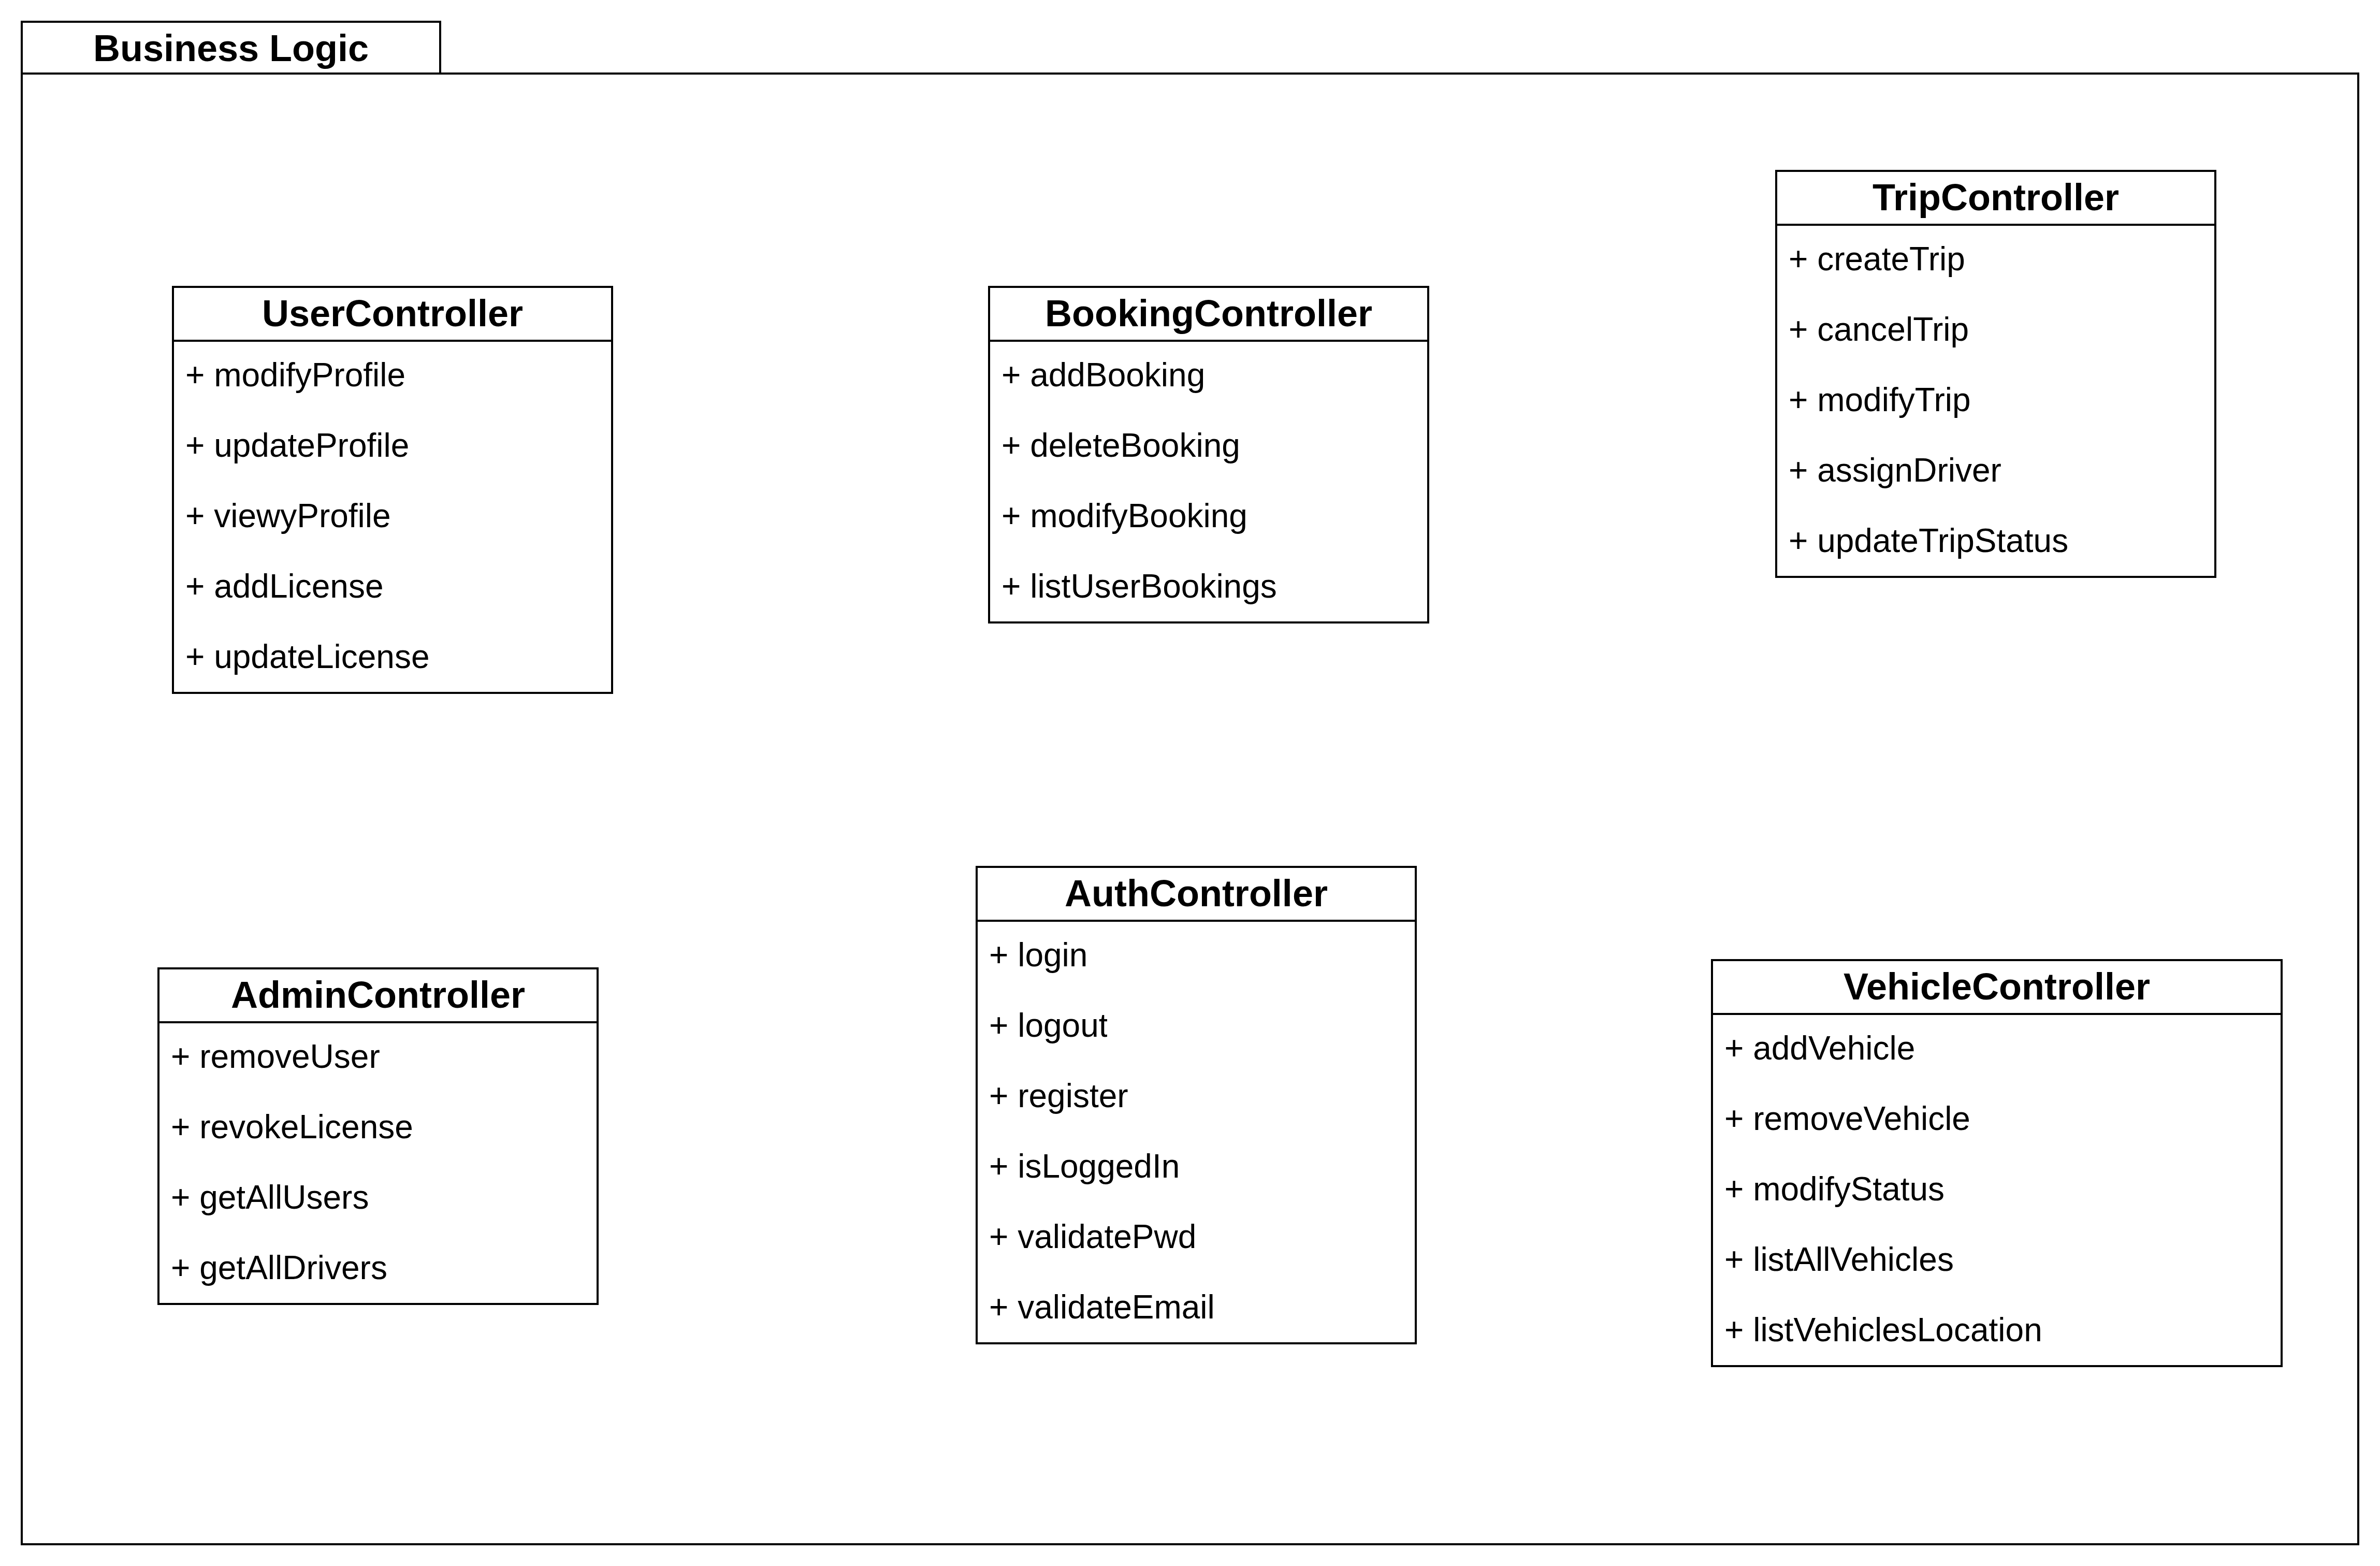 Business Logic
UserController
+ modifyProfile
+ updateProfile
+ viewyProfile
+ addLicense
+ updateLicense
BookingController
+ addBooking
+ deleteBooking
+ modifyBooking
+ listUserBookings
TripController
+ createTrip
+ cancelTrip
+ modifyTrip
+ assignDriver
+ updateTripStatus
AdminController
+ removeUser
+ revokeLicense
+ getAllUsers
+ getAllDrivers
AuthController
+ login
+ logout
+ register
+ isLoggedIn
+ validatePwd
+ validateEmail
VehicleController
+ addVehicle
+ removeVehicle
+ modifyStatus
+ listAllVehicles
+ listVehiclesLocation